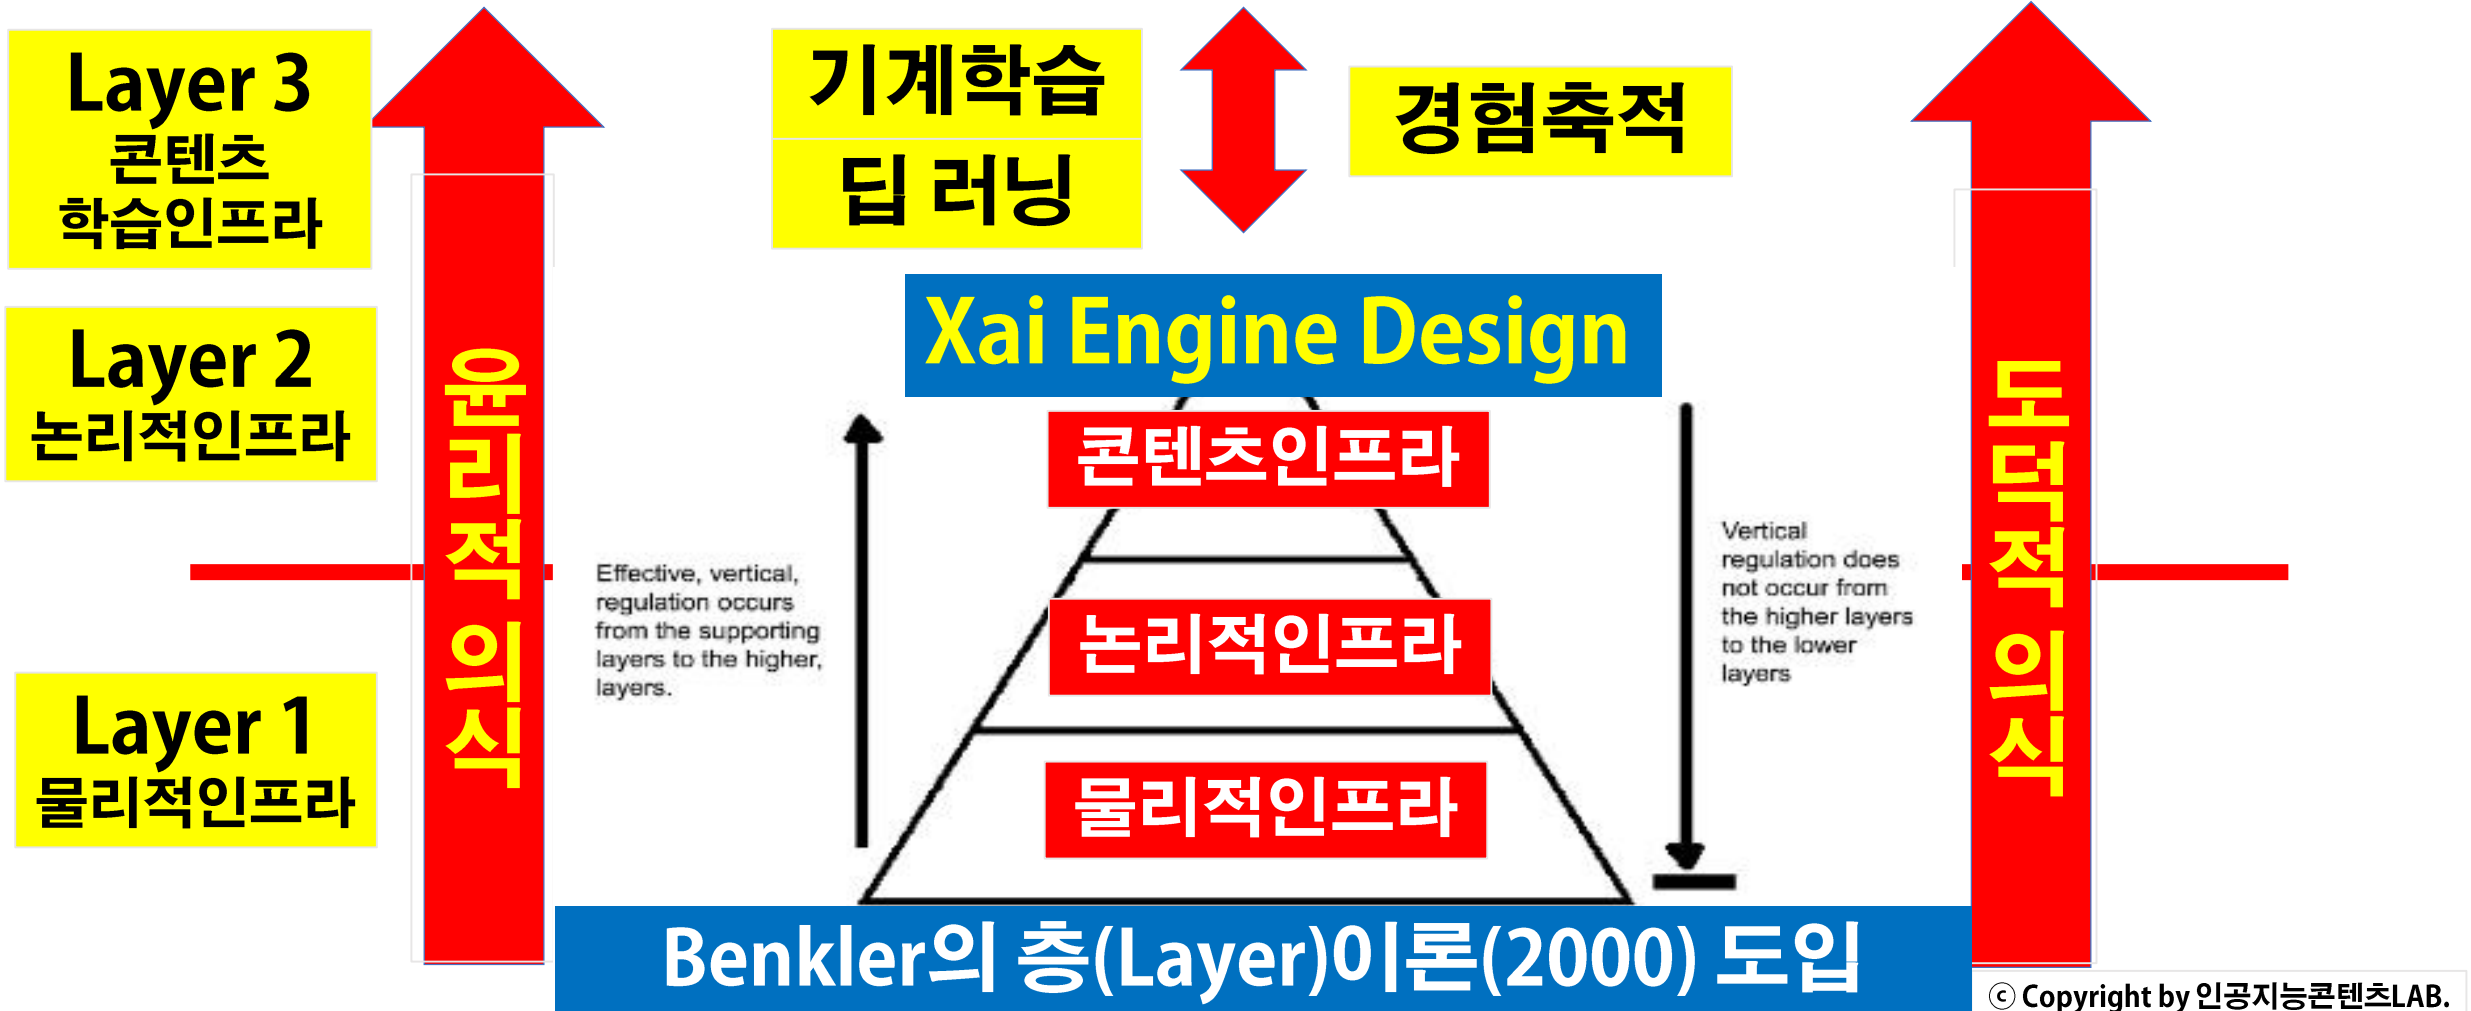 Layer 3
콘텐츠
학습인프라
Layer 2
논리적인프라
Layer 1
물리적인프라
윤리적 의식
기계학습
딥 러닝
경험축적
Xai Engine Design
콘텐츠인프라
논리적인프라
물리적인프라
Effective, vertical,
regulation occurs
from the supporting
layers to the higher,
layers.
Vertical
regulation does
not occur from
the higher layers
to the lower
layers
도덕적 의식
Benkler의 층(Layer)이론(2000) 도입
ⓒ Copyright by 인공지능콘텐츠LAB.